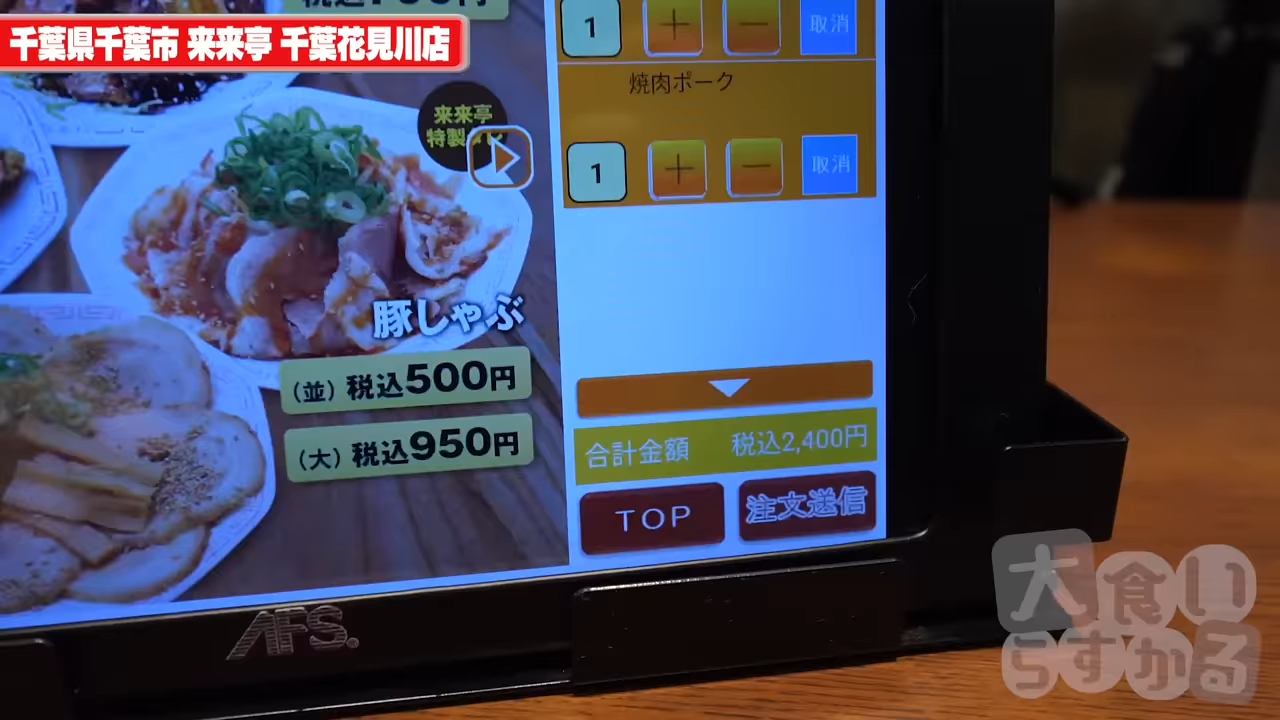 千葉県千葉市 来来亭 千葉花見川店
来来亭
特製
豚しゃぶ
(並) 税込500円
(大) 税込950円
1
+
-
取消
焼肉ポーク
1
+
-
取消
合計金額 税込2,400円
TOP
注文送信
AFS®
大食い
らすかる